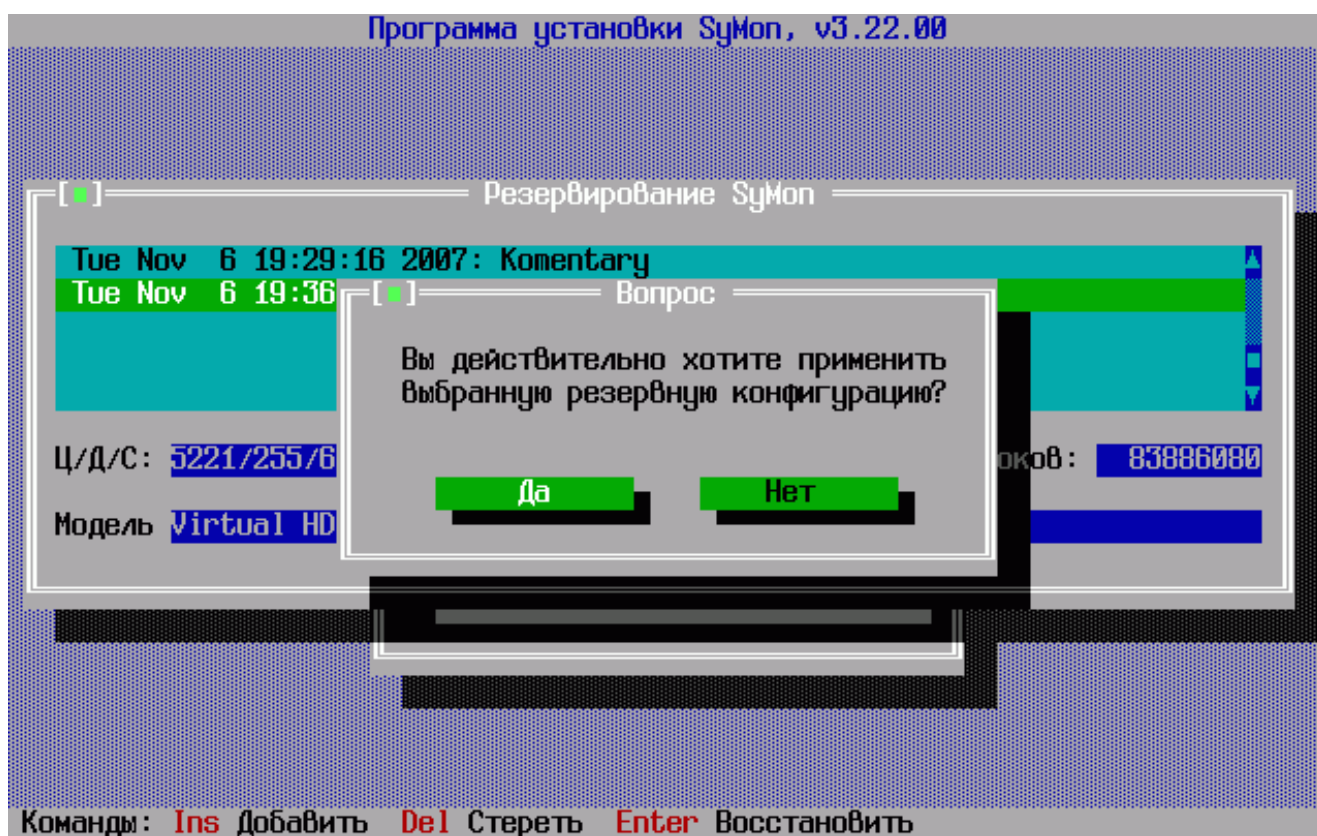 Программа установки SyMon, v3.22.00
Резервирование SyMon
Tue Nov 6 19:29:16 2007: Komentary
Tue Nov 6 19:36
Вопрос
Вы действительно хотите применить
выбранную резервную конфигурацию?
Ц/Д/С: 5221/255/6
оков: 83886080
Да Нет
Модель Virtual HD
Команды: Ins Добавить Del Стереть Enter Восстановить